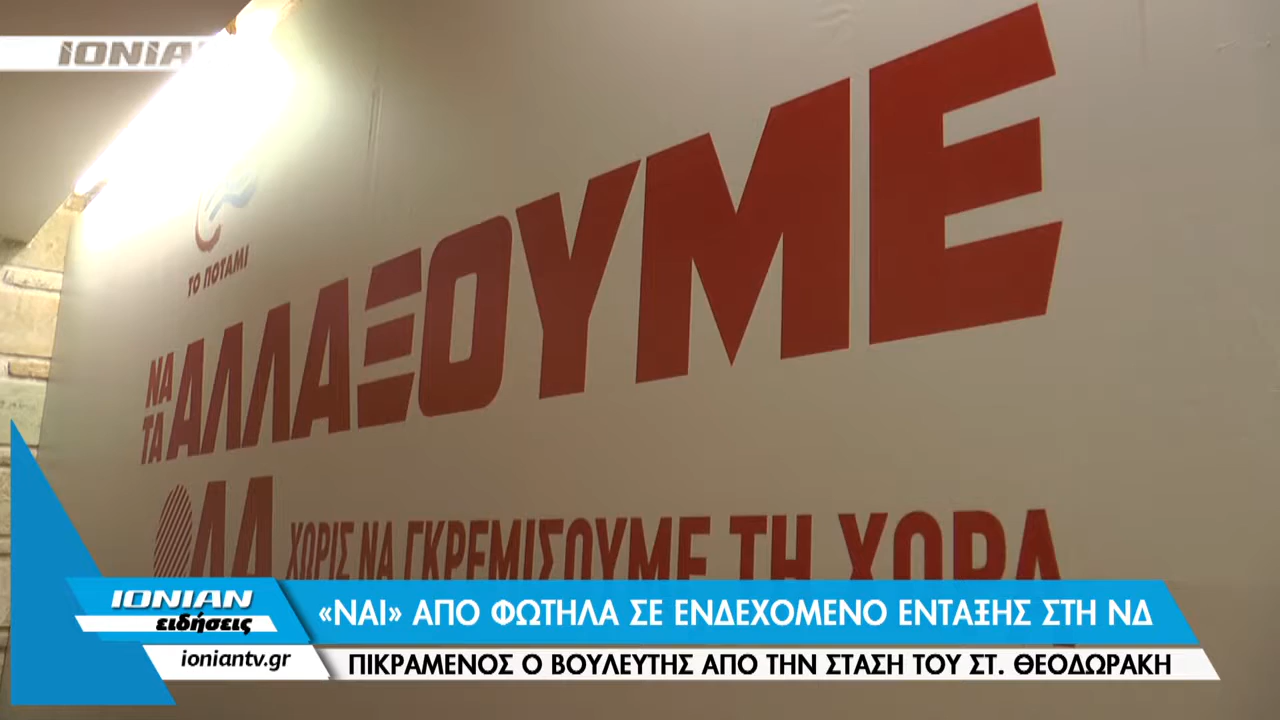 IONIAN
ΤΟ ΠΟΤΑΜΙ
ΝΑ ΤΑ ΑΛΛΑΞΟΥΜΕ
ΟΛΑ ΧΩΡΙΣ ΝΑ ΓΚΡΕΜΙΣΟΥΜΕ ΤΗ ΧΩΡΑ
IONIAN
ειδήσεις
«ΝΑΙ» ΑΠΟ ΦΩΤΗΛΑ ΣΕ ΕΝΔΕΧΟΜΕΝΟ ΕΝΤΑΞΗΣ ΣΤΗ ΝΔ
ioniantv.gr
ΠΙΚΡΑΜΕΝΟΣ Ο ΒΟΥΛΕΥΤΗΣ ΑΠΟ ΤΗΝ ΣΤΑΣΗ ΤΟΥ ΣΤ. ΘΕΟΔΩΡΑΚΗ